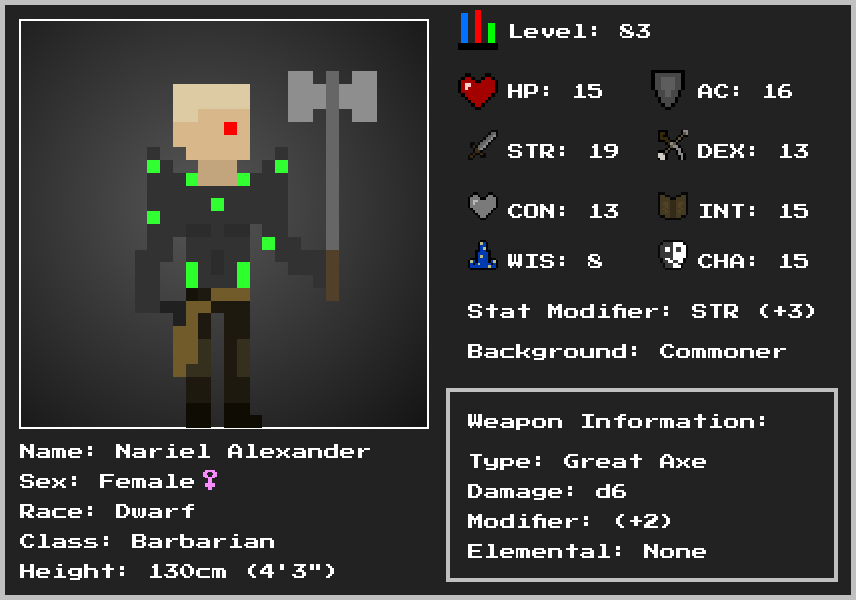 Level: 83
HP: 15 AC: 16
STR: 19 DEX: 13
CON: 13 INT: 15
WIS: 8 CHA: 15
Stat Modifier: STR (+3)
Background: Commoner
Weapon Information:
Type: Great Axe
Damage: d6
Modifier: (+2)
Elemental: None
Name: Nariel Alexander
Sex: Female♀
Race: Dwarf
Class: Barbarian
Height: 130cm (4'3")